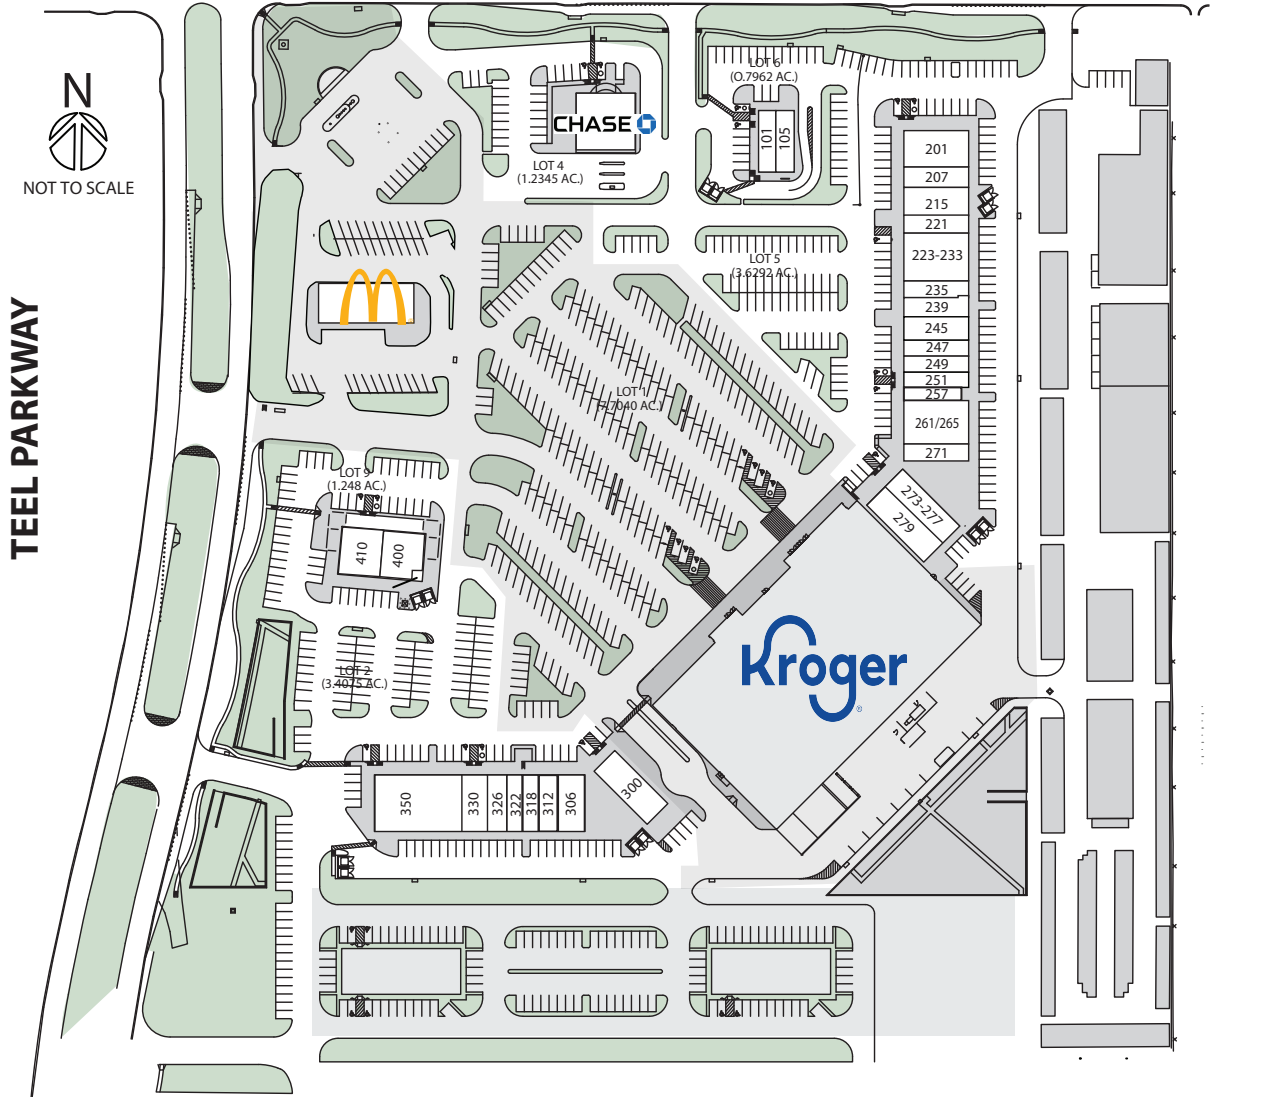 N
NOT TO SCALE
TEEL PARKWAY
CHASE
LOT 4
(1.2345 AC.)
LOT 6
(0.7962 AC.)
101
105
LOT 5
(3.6292 AC.)
201
207
215
221
223-233
235
239
245
247
249
251
257
261/265
271
273-277
279
LOT 1
(7.7040 AC.)
LOT 9
(1.248 AC.)
410
400
LOT 2
(3.4075 AC.)
Kroger
®
350
330
326
322
318
312
306
300